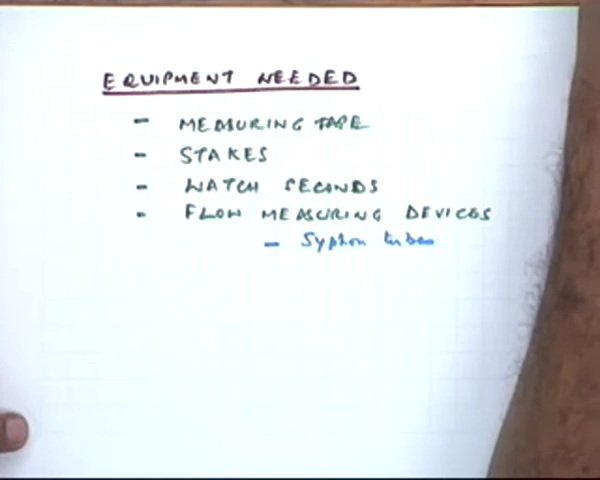 EQUIPMENT NEEDED
- MEASURING TAPE
- STAKES
- WATCH SECONDS
- FLOW MEASURING DEVICES
- Syphon tubes